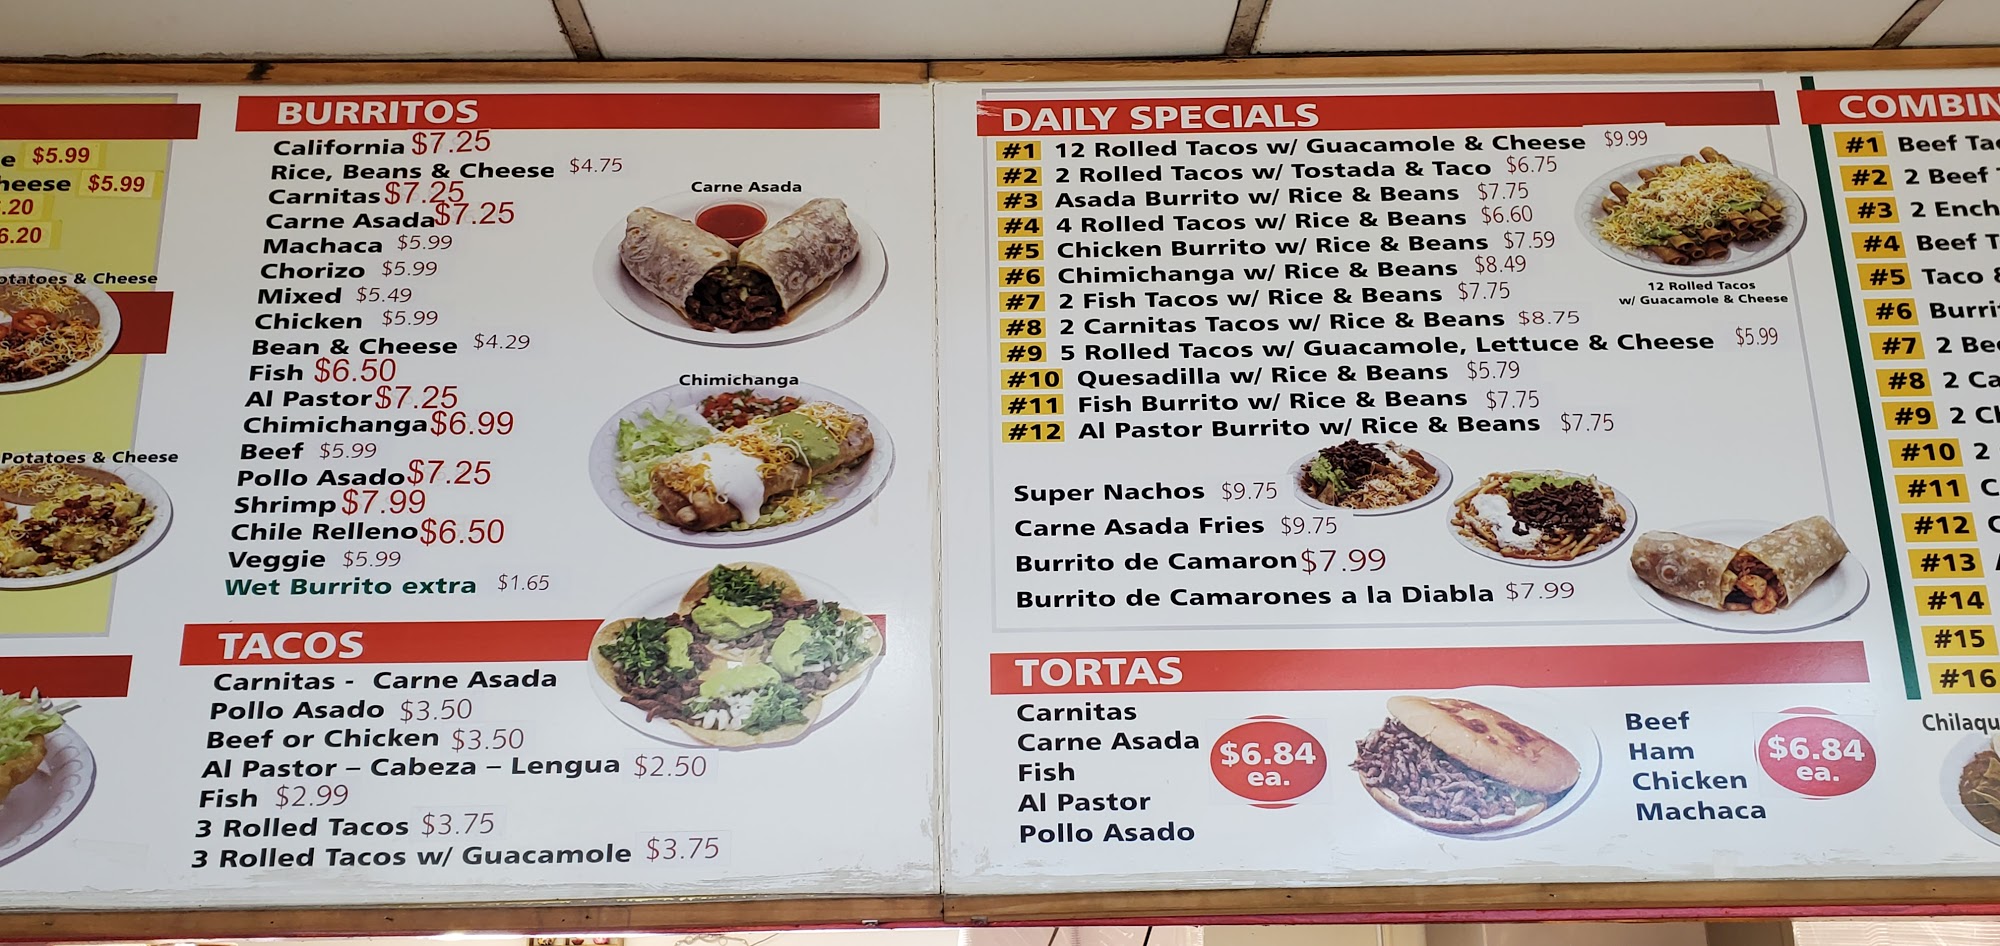 e $5.99
heese $5.99
.20
6.20
otatoes & Cheese
Potatoes & Cheese
BURRITOS
California $7.25
Rice, Beans & Cheese $4.75
Carnitas $7.25
Carne Asada $7.25
Machaca $5.99
Chorizo $5.99
Mixed $5.49
Chicken $5.99
Bean & Cheese $4.29
Fish $6.50
Al Pastor $7.25
Chimichanga $6.99
Beef $5.99
Pollo Asado $7.25
Shrimp $7.99
Chile Relleno $6.50
Veggie $5.99
Wet Burrito extra $1.65
Carne Asada
Chimichanga
TACOS
Carnitas - Carne Asada
Pollo Asado $3.50
Beef or Chicken $3.50
Al Pastor – Cabeza – Lengua $2.50
Fish $2.99
3 Rolled Tacos $3.75
3 Rolled Tacos w/ Guacamole $3.75
DAILY SPECIALS
#1 12 Rolled Tacos w/ Guacamole & Cheese $9.99
#2 2 Rolled Tacos w/ Tostada & Taco $6.75
#3 Asada Burrito w/ Rice & Beans $7.75
#4 4 Rolled Tacos w/ Rice & Beans $6.60
#5 Chicken Burrito w/ Rice & Beans $7.59
#6 Chimichanga w/ Rice & Beans $8.49
#7 2 Fish Tacos w/ Rice & Beans $7.75
#8 2 Carnitas Tacos w/ Rice & Beans $8.75
#9 5 Rolled Tacos w/ Guacamole, Lettuce & Cheese $5.99
#10 Quesadilla w/ Rice & Beans $5.79
#11 Fish Burrito w/ Rice & Beans $7.75
#12 Al Pastor Burrito w/ Rice & Beans $7.75
12 Rolled Tacos
w/ Guacamole & Cheese
Super Nachos $9.75
Carne Asada Fries $9.75
Burrito de Camaron $7.99
Burrito de Camarones a la Diabla $7.99
TORTAS
Carnitas
Carne Asada
Fish
Al Pastor
Pollo Asado
$6.84
ea.
Beef
Ham
Chicken
Machaca
$6.84
ea.
COMBIN
#1 Beef Ta
#2 2 Beef
#3 2 Ench
#4 Beef T
#5 Taco &
#6 Burri
#7 2 Be
#8 2 Ca
#9 2 Ch
#10 2
#11 C
#12
#13
#14
#15
#16
Chilaqu